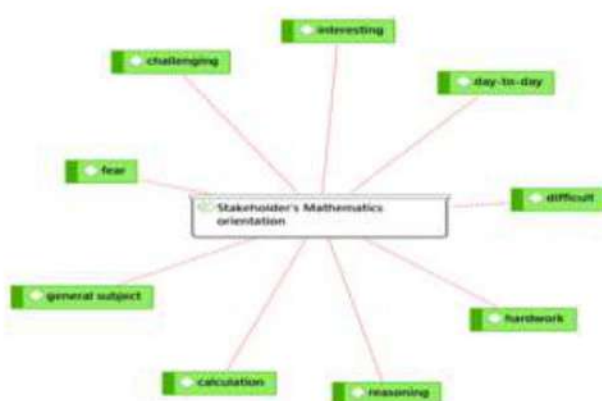 interesting
challenging
day-to-day
fear
difficult
Stakeholder's Mathematics
orientation
general subject
hardwork
calculation
reasoning